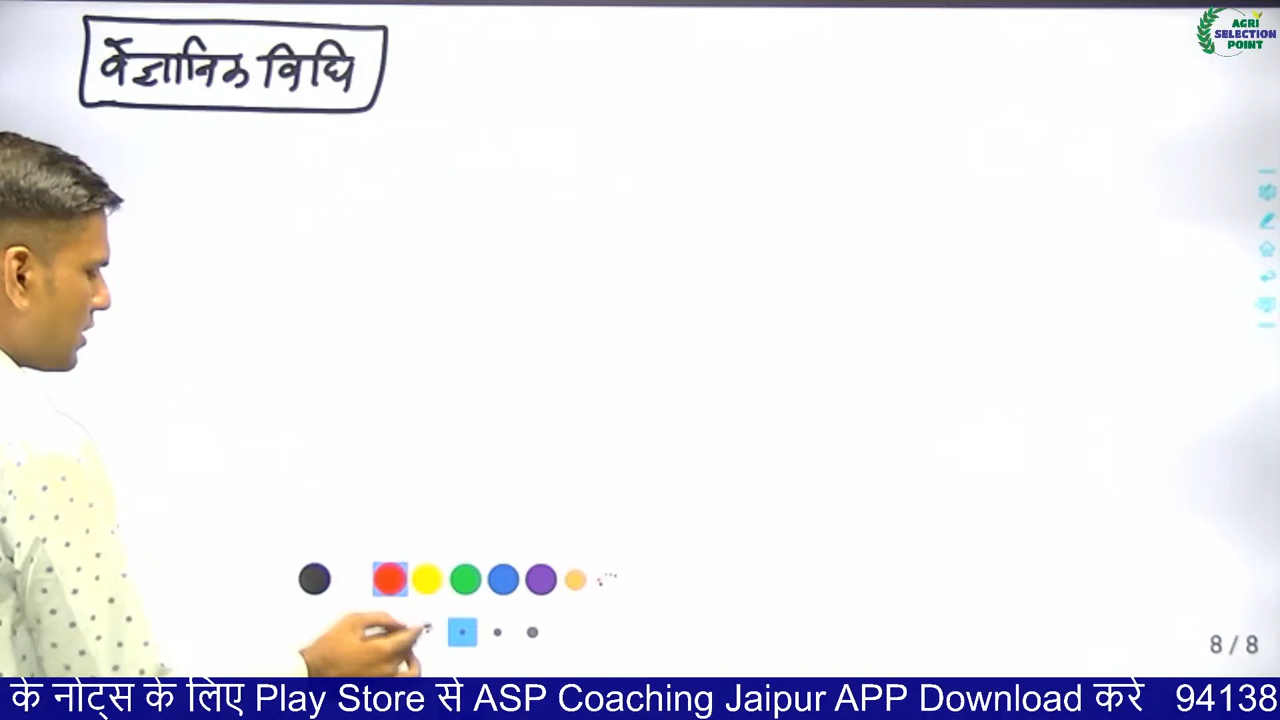 वैज्ञानिक विधि
AGRI
SELECTION
POINT
8 / 8
के नोट्स के लिए Play Store से ASP Coaching Jaipur APP Download करे 94138